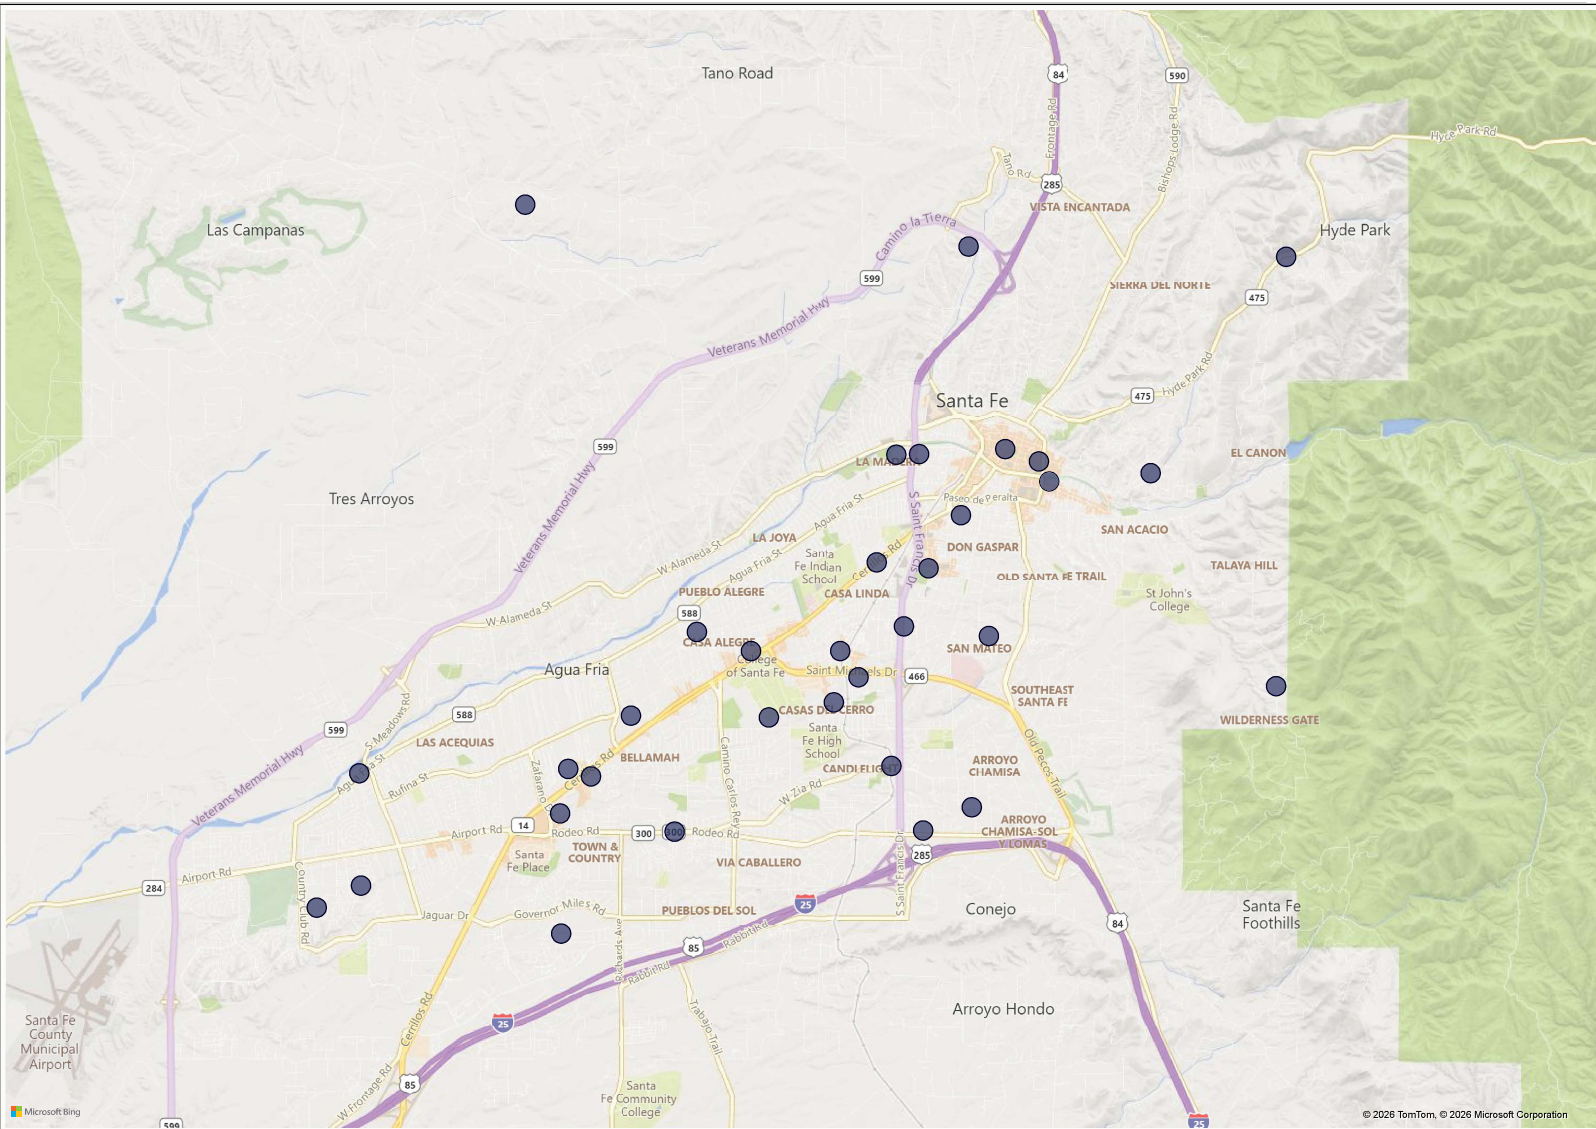 Tano Road
84
590
Hyde Park Rd
Frontage Rd
Bishops Lodge Rd
Tano Rd
285
VISTA ENCANTADA
Camino la Tierra
Las Campanas
Hyde Park
599
SIERRA DEL NORTE
475
Veterans Memorial Hwy
Hyde Park Rd
475
Santa Fe
599
EL CANON
LA MADERA
Veterans Memorial Hwy
Tres Arroyos
S Saint Francis Dr
Paseo de Peralta
Agua Fria St
SAN ACACIO
LA JOYA
W Alameda St
DON GASPAR
Santa
Fe Indian
School
Agua Fria St
TALAYA HILL
OLD SANTA FE TRAIL
PUEBLO ALEGRE
CASA LINDA
St John's
College
588
W Alameda St
CASA ALEGRE
SAN MATEO
Agua Fria
College
of Santa Fe
Saint Michaels Dr
466
SOUTHEAST
SANTA FE
S Meadows Rd
588
CASAS DEL CERRO
WILDERNESS GATE
599
LAS ACEQUIAS
Santa
Fe High
School
Old Pecos Trail
BELLAMAH
Camino Carlos Rey
Cerrillos Rd
CANDLELIGHT
ARROYO
CHAMISA
Agua Fria St
Rufina St
Zafarano D
W Zia Rd
Veterans Memorial Hwy
14
Airport Rd
Rodeo Rd
300
300
Rodeo Rd
ARROYO
CHAMISA-SOL
Y LOMAS
TOWN &
COUNTRY
Santa
Fe Place
VIA CABALLERO
285
S Saint Francis Dr
Airport Rd
284
Country Club Rd
25
Jaguar Dr
Governor Miles Rd
PUEBLOS DEL SOL
Conejo
Santa Fe
Foothills
84
Richards Ave
85
Rabbit Rd
Rabbit Rd
Arroyo Hondo
Trabajo Trail
25
Cerrillos Rd
Santa Fe
County
Municipal
Airport
85
W Frontage Rd
Santa
Fe Community
College
Microsoft Bing
© 2026 TomTom, © 2026 Microsoft Corporation
599
25